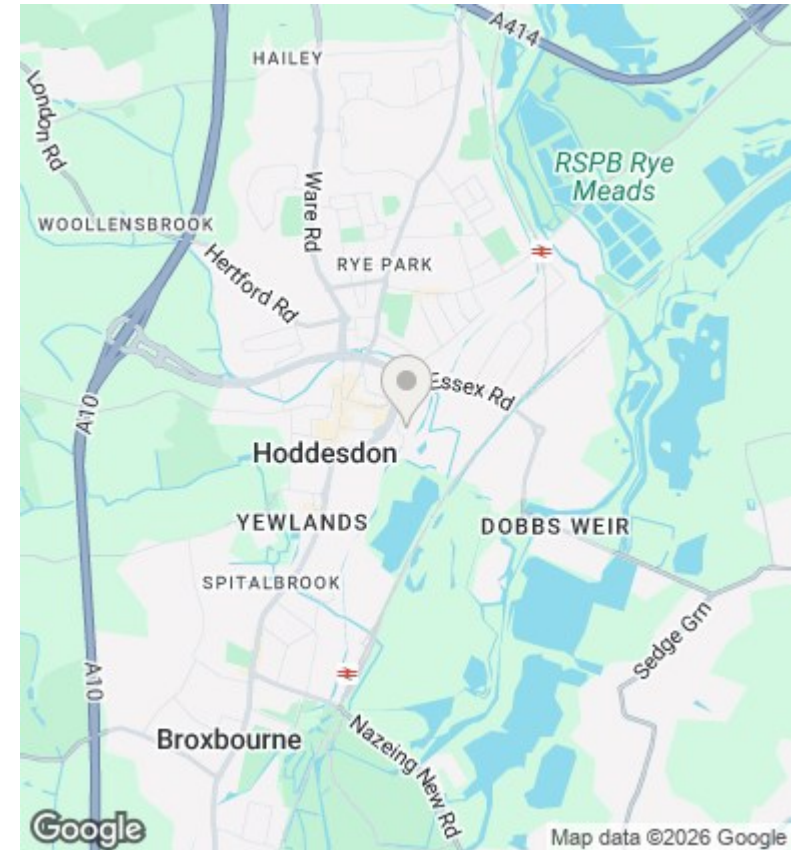 A414
HAILEY
London Rd
RSPB Rye
Meads
Ware Rd
WOOLLENSBROOK
Hertford Rd
RYE PARK
Essex Rd
A10
Hoddesdon
YEWLANDS
DOBBS WEIR
SPITALBROOK
Sedge Grn
A10
Broxbourne
Nazeing New Rd
Google
Map data ©2026 Google